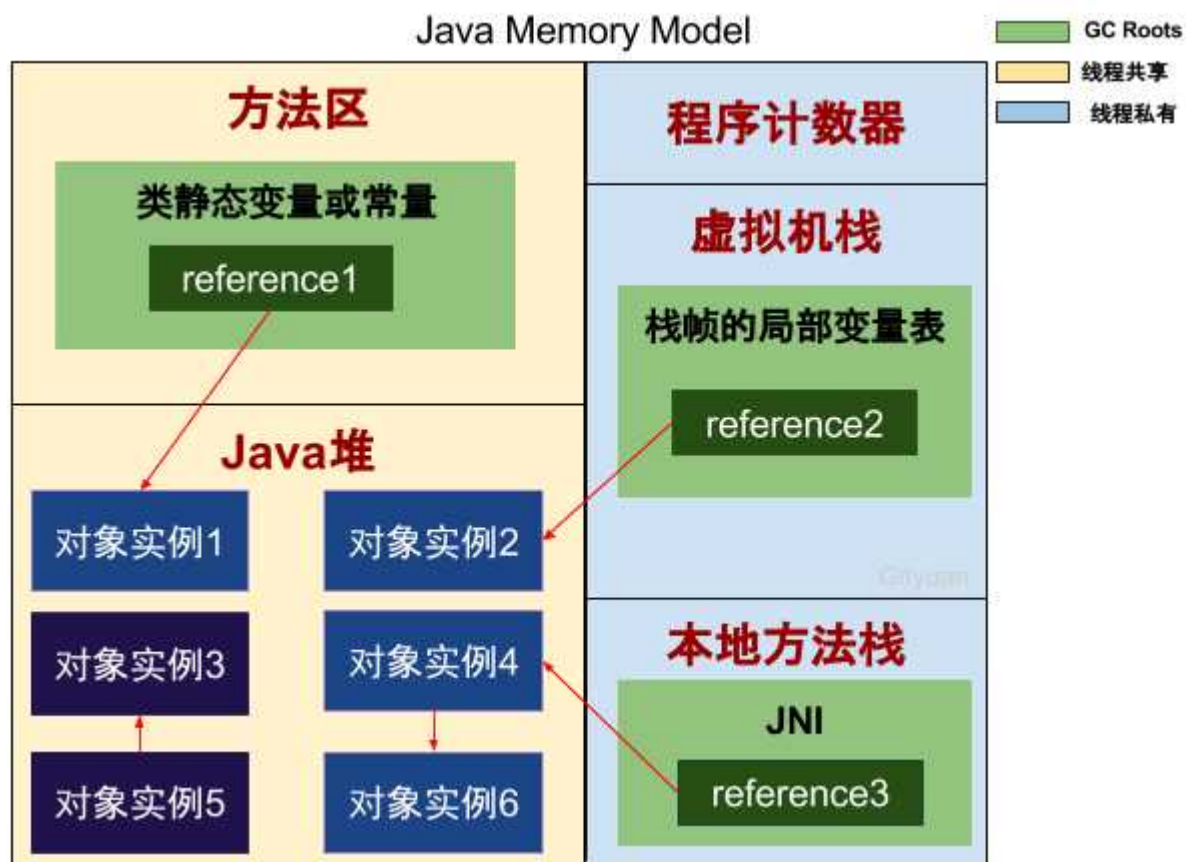 Java Memory Model
GC Roots
线程共享
线程私有
方法区
类静态变量或常量
reference1
程序计数器
虚拟机栈
栈帧的局部变量表
reference2
Gityuan
Java堆
对象实例1
对象实例2
对象实例3
对象实例4
对象实例5
对象实例6
本地方法栈
JNI
reference3